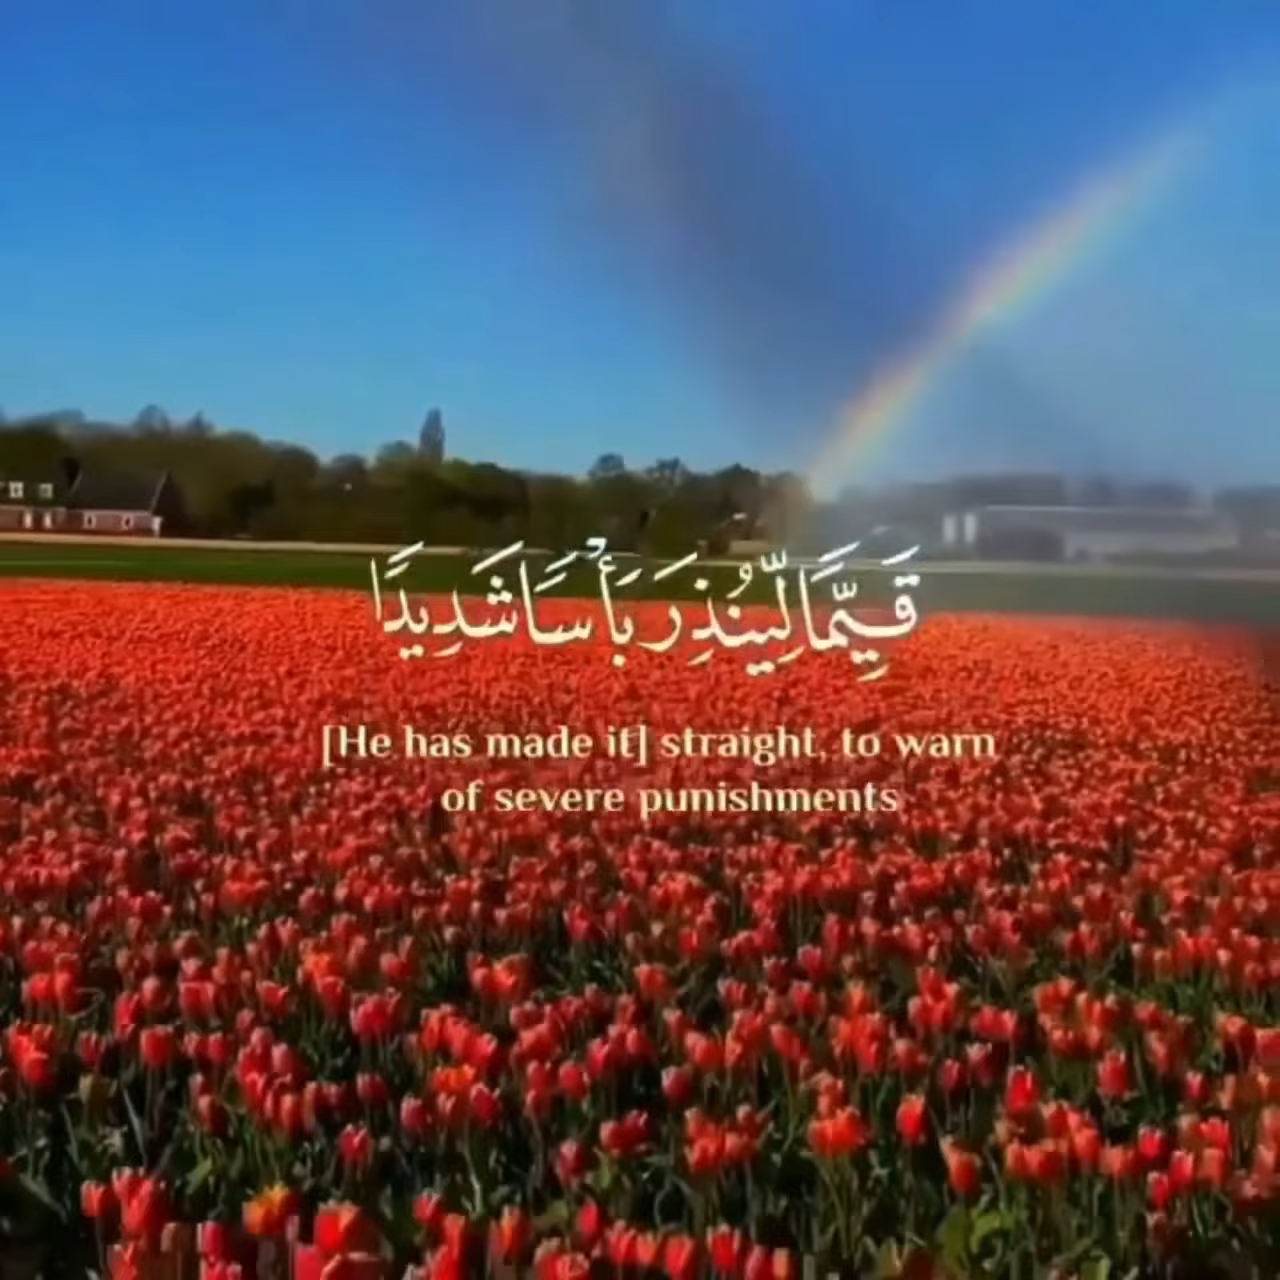 قَيِّمًا لِّيُنذِرَ بَأْسًا شَدِيدًا
[He has made it] straight, to warn
of severe punishments